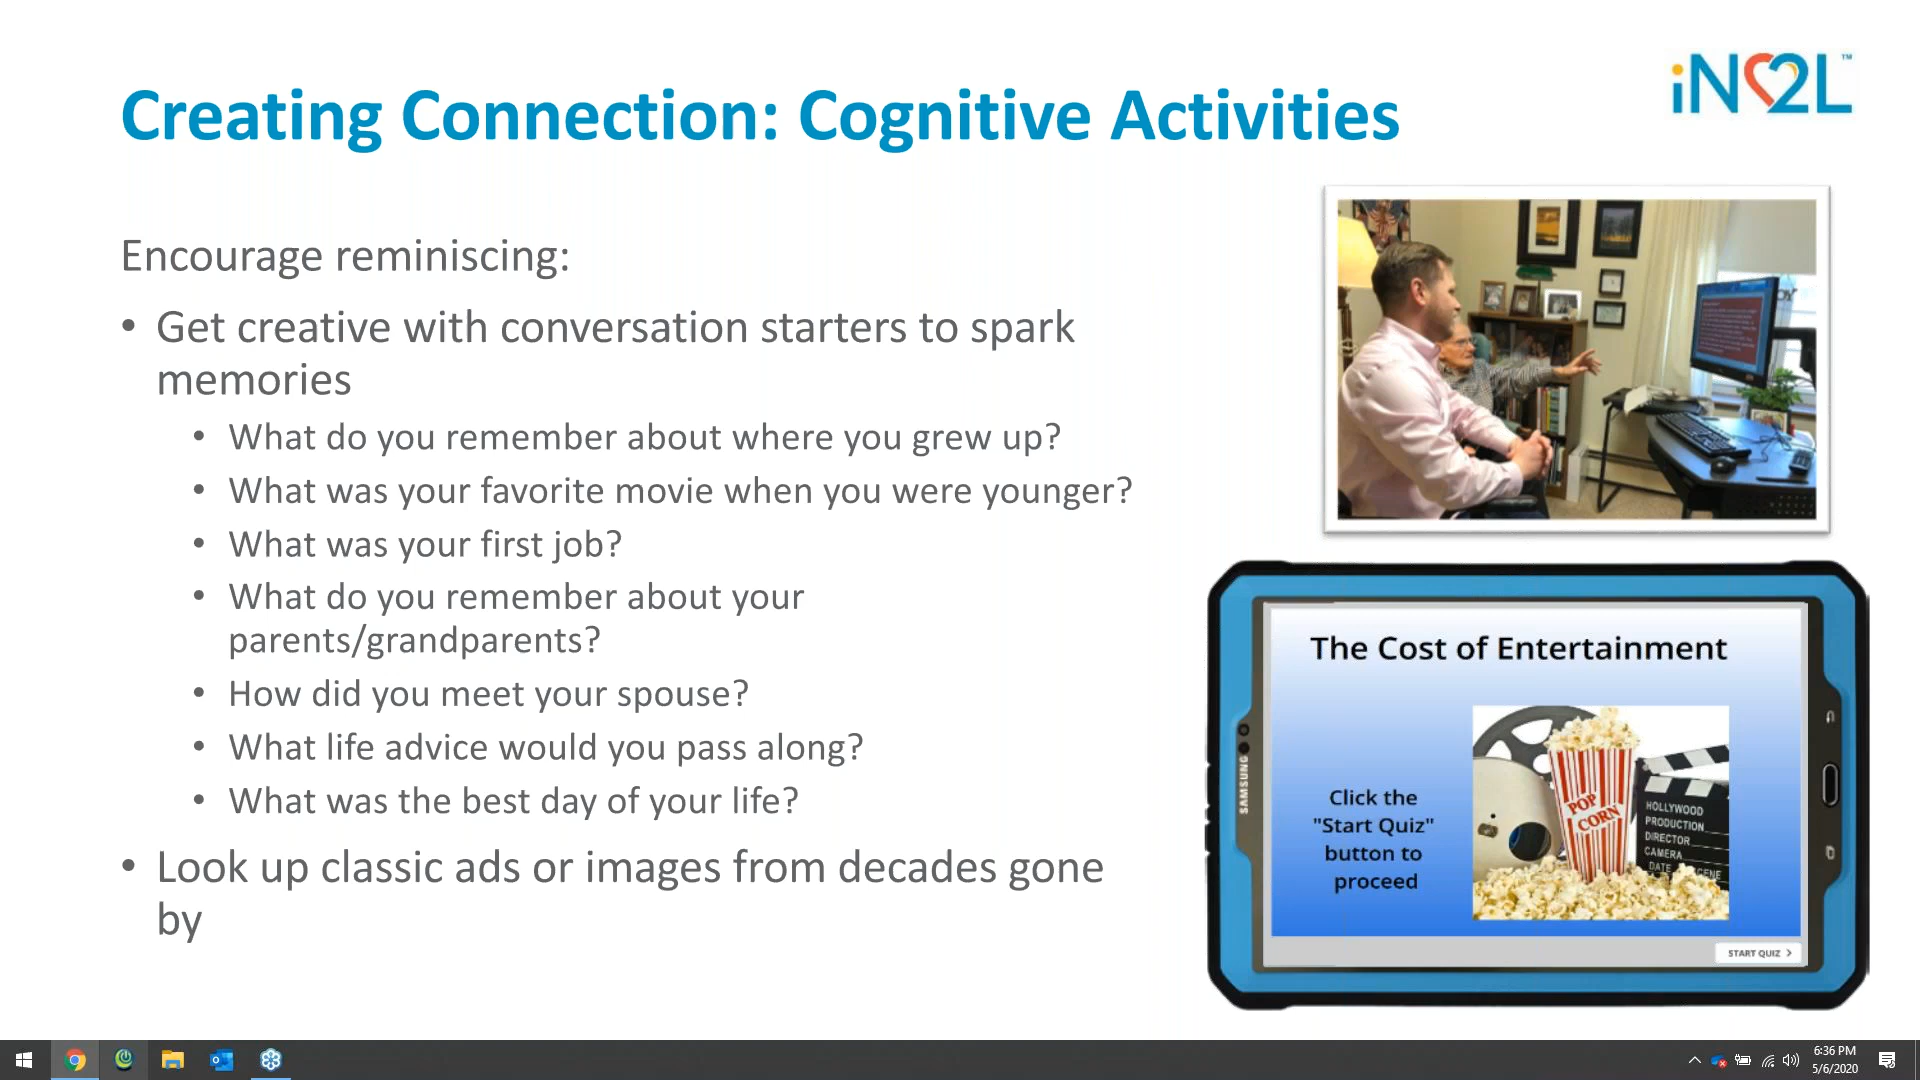 Creating Connection: Cognitive Activities
iN2L™
Encourage reminiscing:
• Get creative with conversation starters to spark
memories
• What do you remember about where you grew up?
• What was your favorite movie when you were younger?
• What was your first job?
• What do you remember about your
parents/grandparents?
• How did you meet your spouse?
• What life advice would you pass along?
• What was the best day of your life?
• Look up classic ads or images from decades gone
by
SAMSUNG
The Cost of Entertainment
Click the
"Start Quiz"
button to
proceed
POP
CORN
HOLLYWOOD
PRODUCTION
DIRECTOR
CAMERA
DATE
START QUIZ >
6:36 PM
5/6/2020